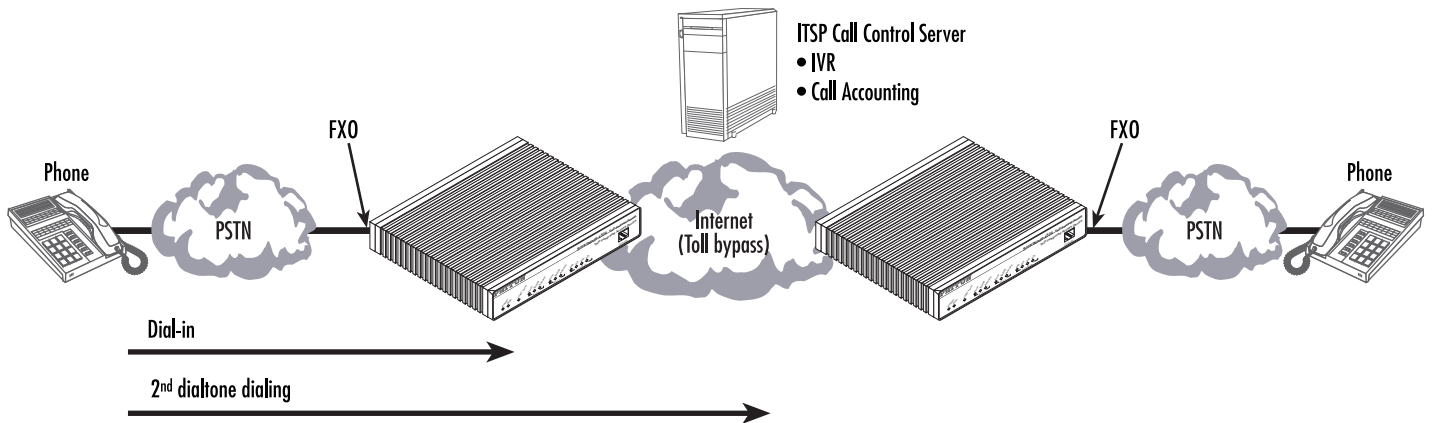 ITSP Call Control Server
• IVR
• Call Accounting
FXO
FXO
Phone
Phone
PSTN
Internet
(Toll bypass)
PSTN
Dial-in
2nd dialtone dialing